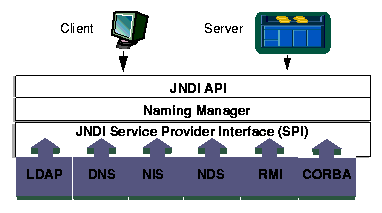 Client
Server
JNDI API
Naming Manager
JNDI Service Provider Interface (SPI)
LDAP DNS NIS NDS RMI CORBA